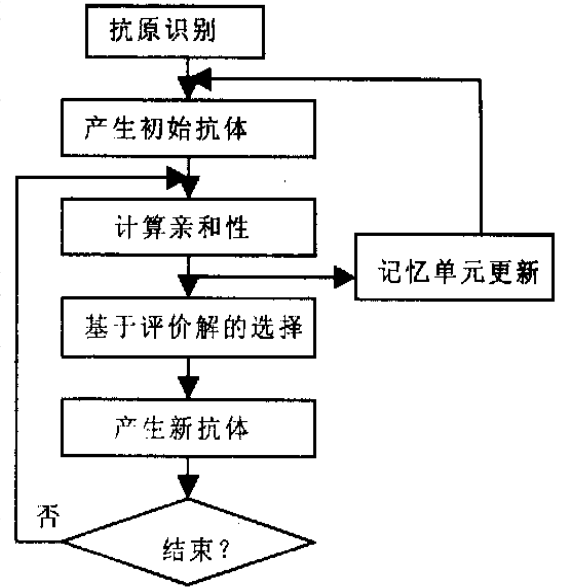 抗原识别
产生初始抗体
计算亲和性
记忆单元更新
基于评价解的选择
产生新抗体
否
结束？